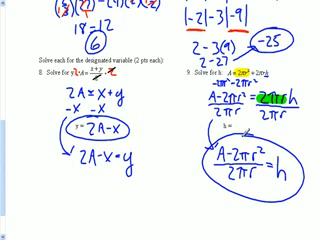 18-12
6
|-2|-3|-9|
2-3(9)
2-27
-25
Solve each for the designated variable (2 pts each):
8. Solve for y: 2·A = x+y/2 ·2
2A = x+y
-x -x
y = 2A-x
2A-x=y
9. Solve for h: A = 2πr² + 2πrh
-2πr² -2πr²
A-2πr² = 2πrh
2πr 2πr
h =
A-2πr²/2πr = h